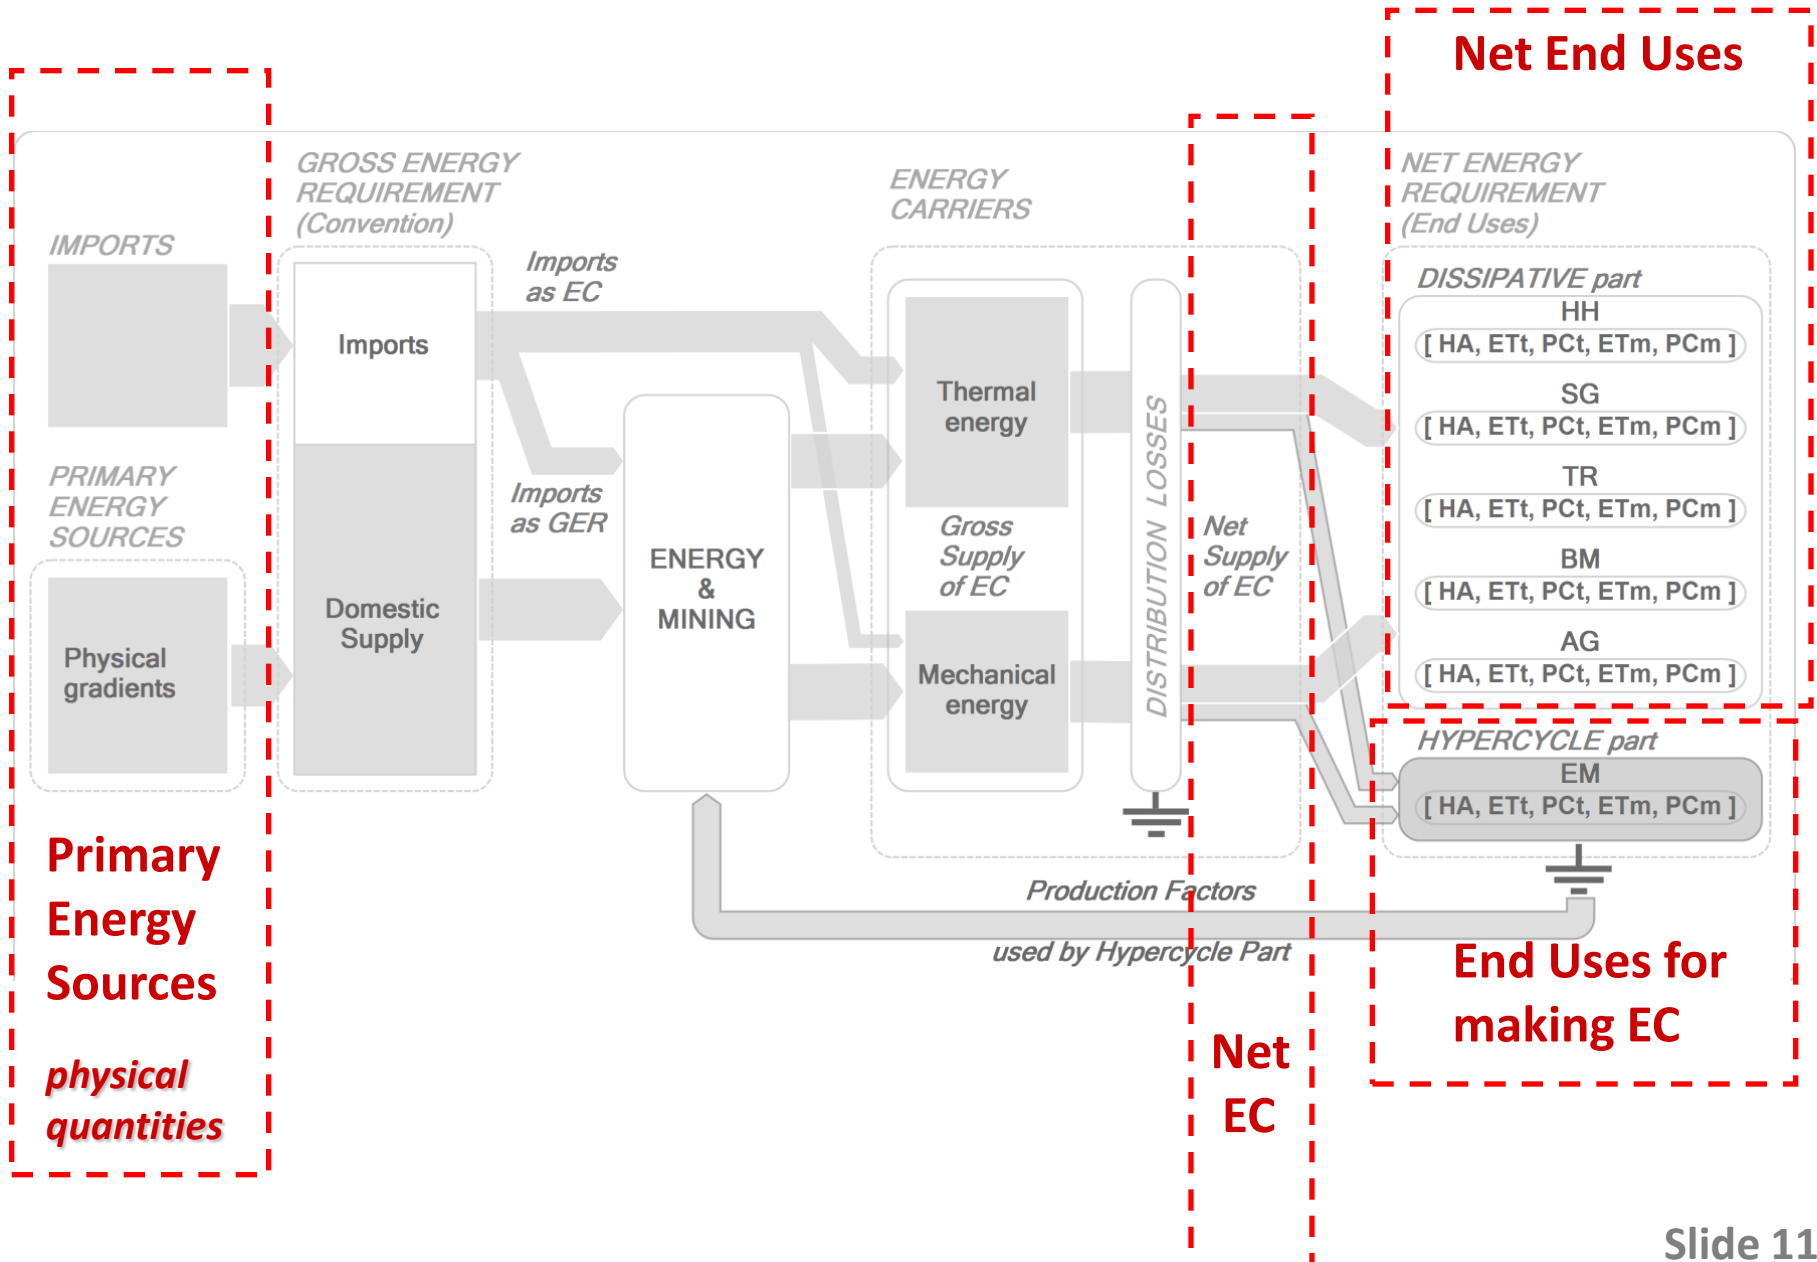 Net End Uses
GROSS ENERGY
REQUIREMENT
(Convention)
ENERGY
CARRIERS
NET ENERGY
REQUIREMENT
(End Uses)
IMPORTS
Imports
Imports
as EC
Imports
as GER
PRIMARY
ENERGY
SOURCES
Physical
gradients
Domestic
Supply
ENERGY
&
MINING
Thermal
energy
Gross
Supply
of EC
Mechanical
energy
DISTRIBUTION LOSSES
Net
Supply
of EC
DISSIPATIVE part
HH
[ HA, ETt, PCt, ETm, PCm ]
SG
[ HA, ETt, PCt, ETm, PCm ]
TR
[ HA, ETt, PCt, ETm, PCm ]
BM
[ HA, ETt, PCt, ETm, PCm ]
AG
[ HA, ETt, PCt, ETm, PCm ]
HYPERCYCLE part
EM
[ HA, ETt, PCt, ETm, PCm ]
Production Factors
used by Hypercycle Part
Primary
Energy
Sources
physical
quantities
Net
EC
End Uses for
making EC
Slide 11